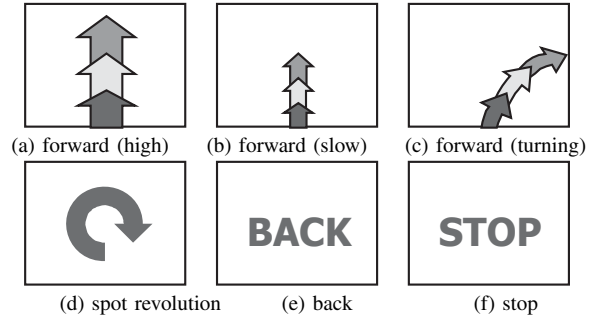 (a) forward (high) (b) forward (slow) (c) forward (turning)
BACK STOP
(d) spot revolution (e) back (f) stop